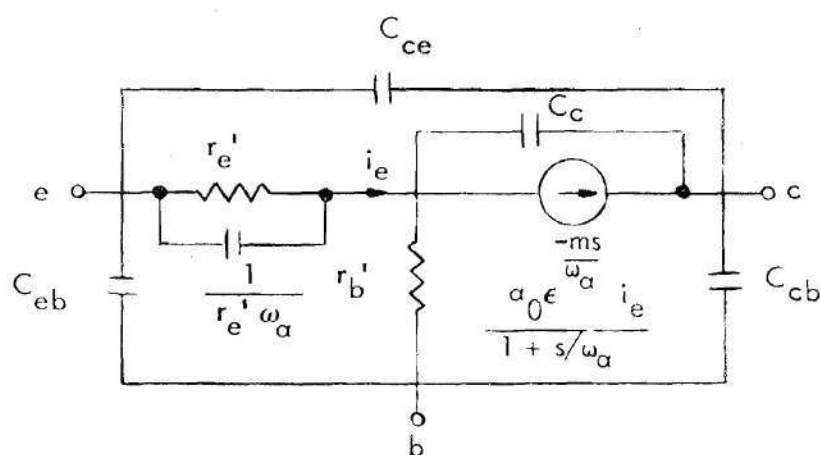 C_ce
C_c
r_e'
i_e
e
c
1
r_e' ω_α
r_b'
C_eb
C_cb
-ms
ω_α
α_0 ϵ i_e
1 + s/ω_α
b